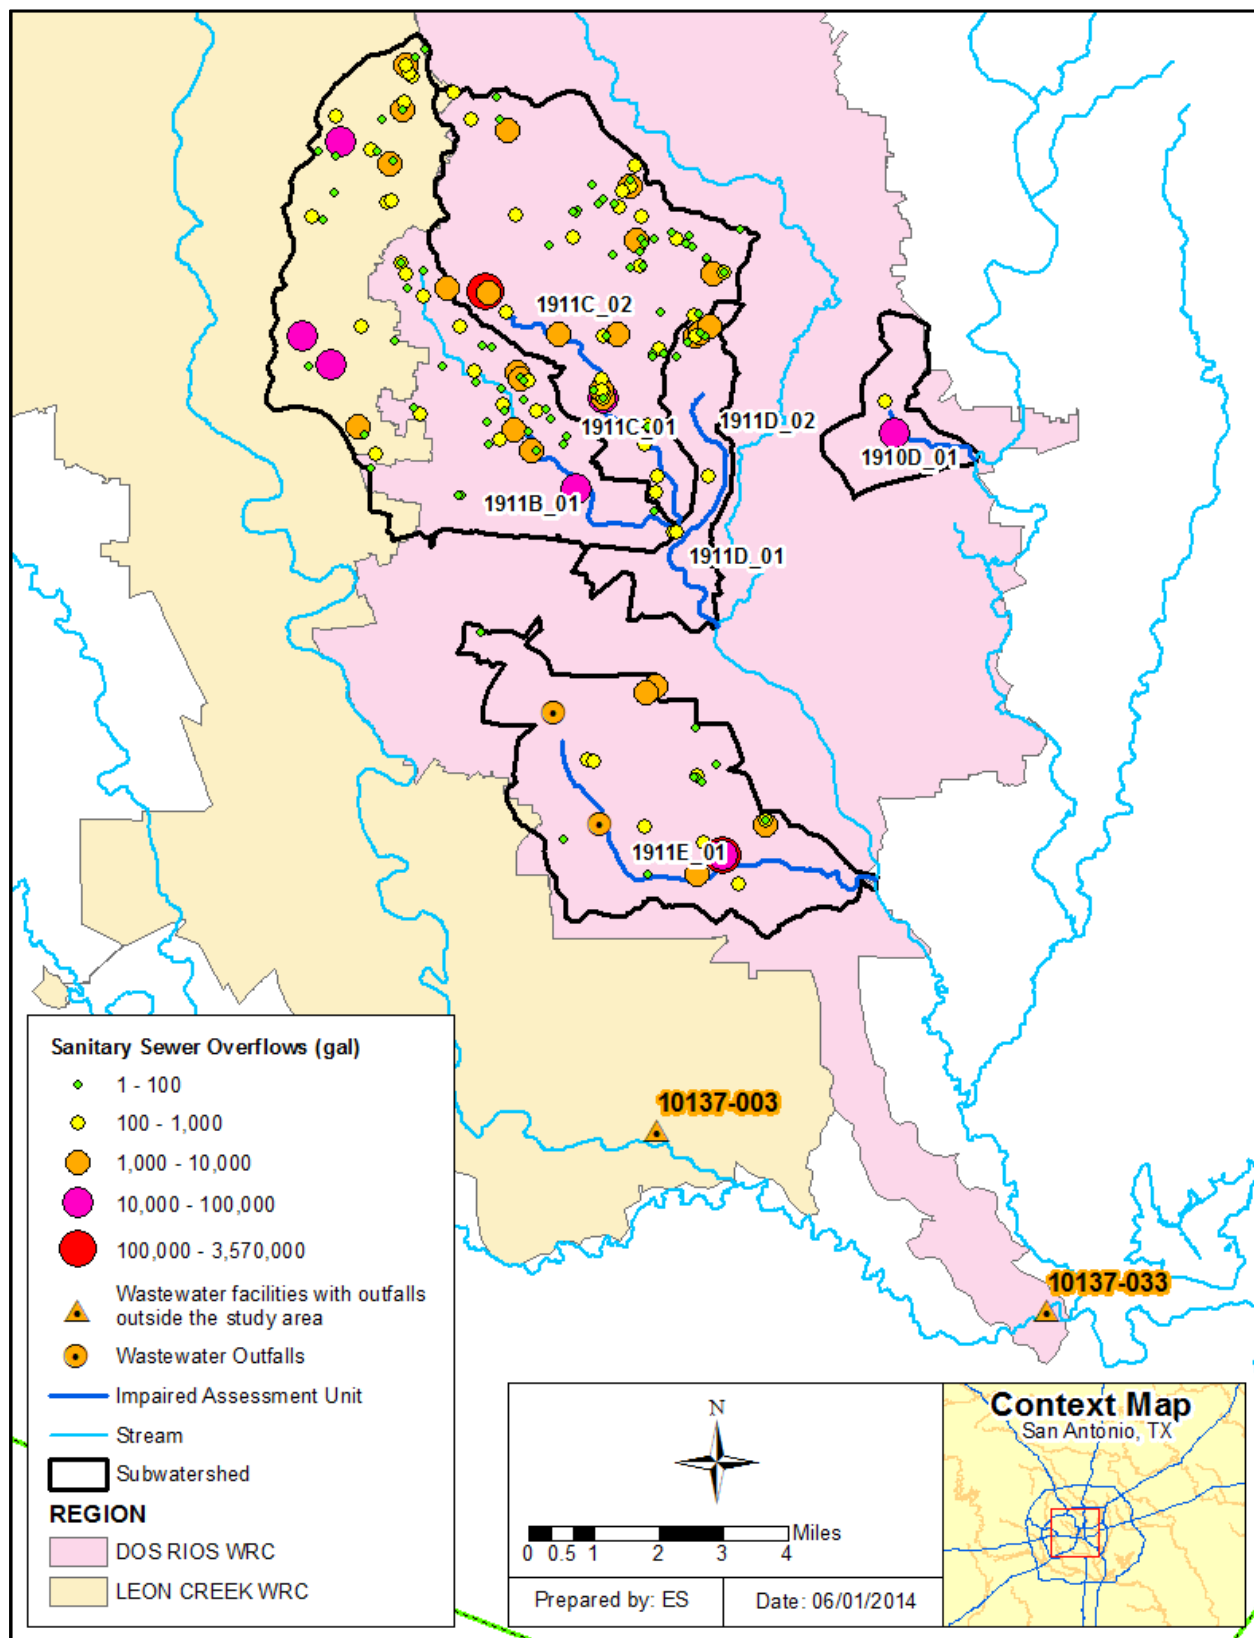 1911C_02
1911C_01
1911D_02
1910D_01
1911B_01
1911D_01
1911E_01
10137-003
10137-033
Sanitary Sewer Overflows (gal)
1 - 100
100 - 1,000
1,000 - 10,000
10,000 - 100,000
100,000 - 3,570,000
Wastewater facilities with outfalls
outside the study area
Wastewater Outfalls
Impaired Assessment Unit
Stream
Subwatershed
REGION
DOS RIOS WRC
LEON CREEK WRC
N
Miles
0 0.5 1 2 3 4
Prepared by: ES
Date: 06/01/2014
Context Map
San Antonio, TX